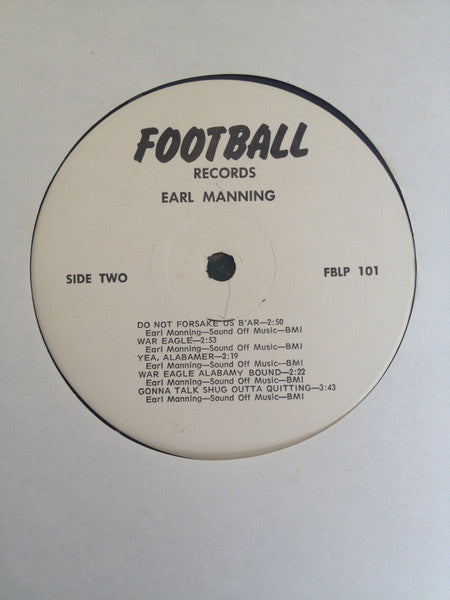 FOOTBALL
RECORDS
EARL MANNING
SIDE TWO
FBLP 101
DO NOT FORSAKE US B'AR—2:50
Earl Manning—Sound Off Music—BMI
WAR EAGLE—2:53
Earl Manning—Sound Off Music—BMI
YEA, ALABAMER—2:19
Earl Manning—Sound Off Music—BMI
WAR EAGLE ALABAMY BOUND—2:22
Earl Manning—Sound Off Music—BMI
GONNA TALK SHUG OUTTA QUITTING—3:43
Earl Manning—Sound Off Music—BMI